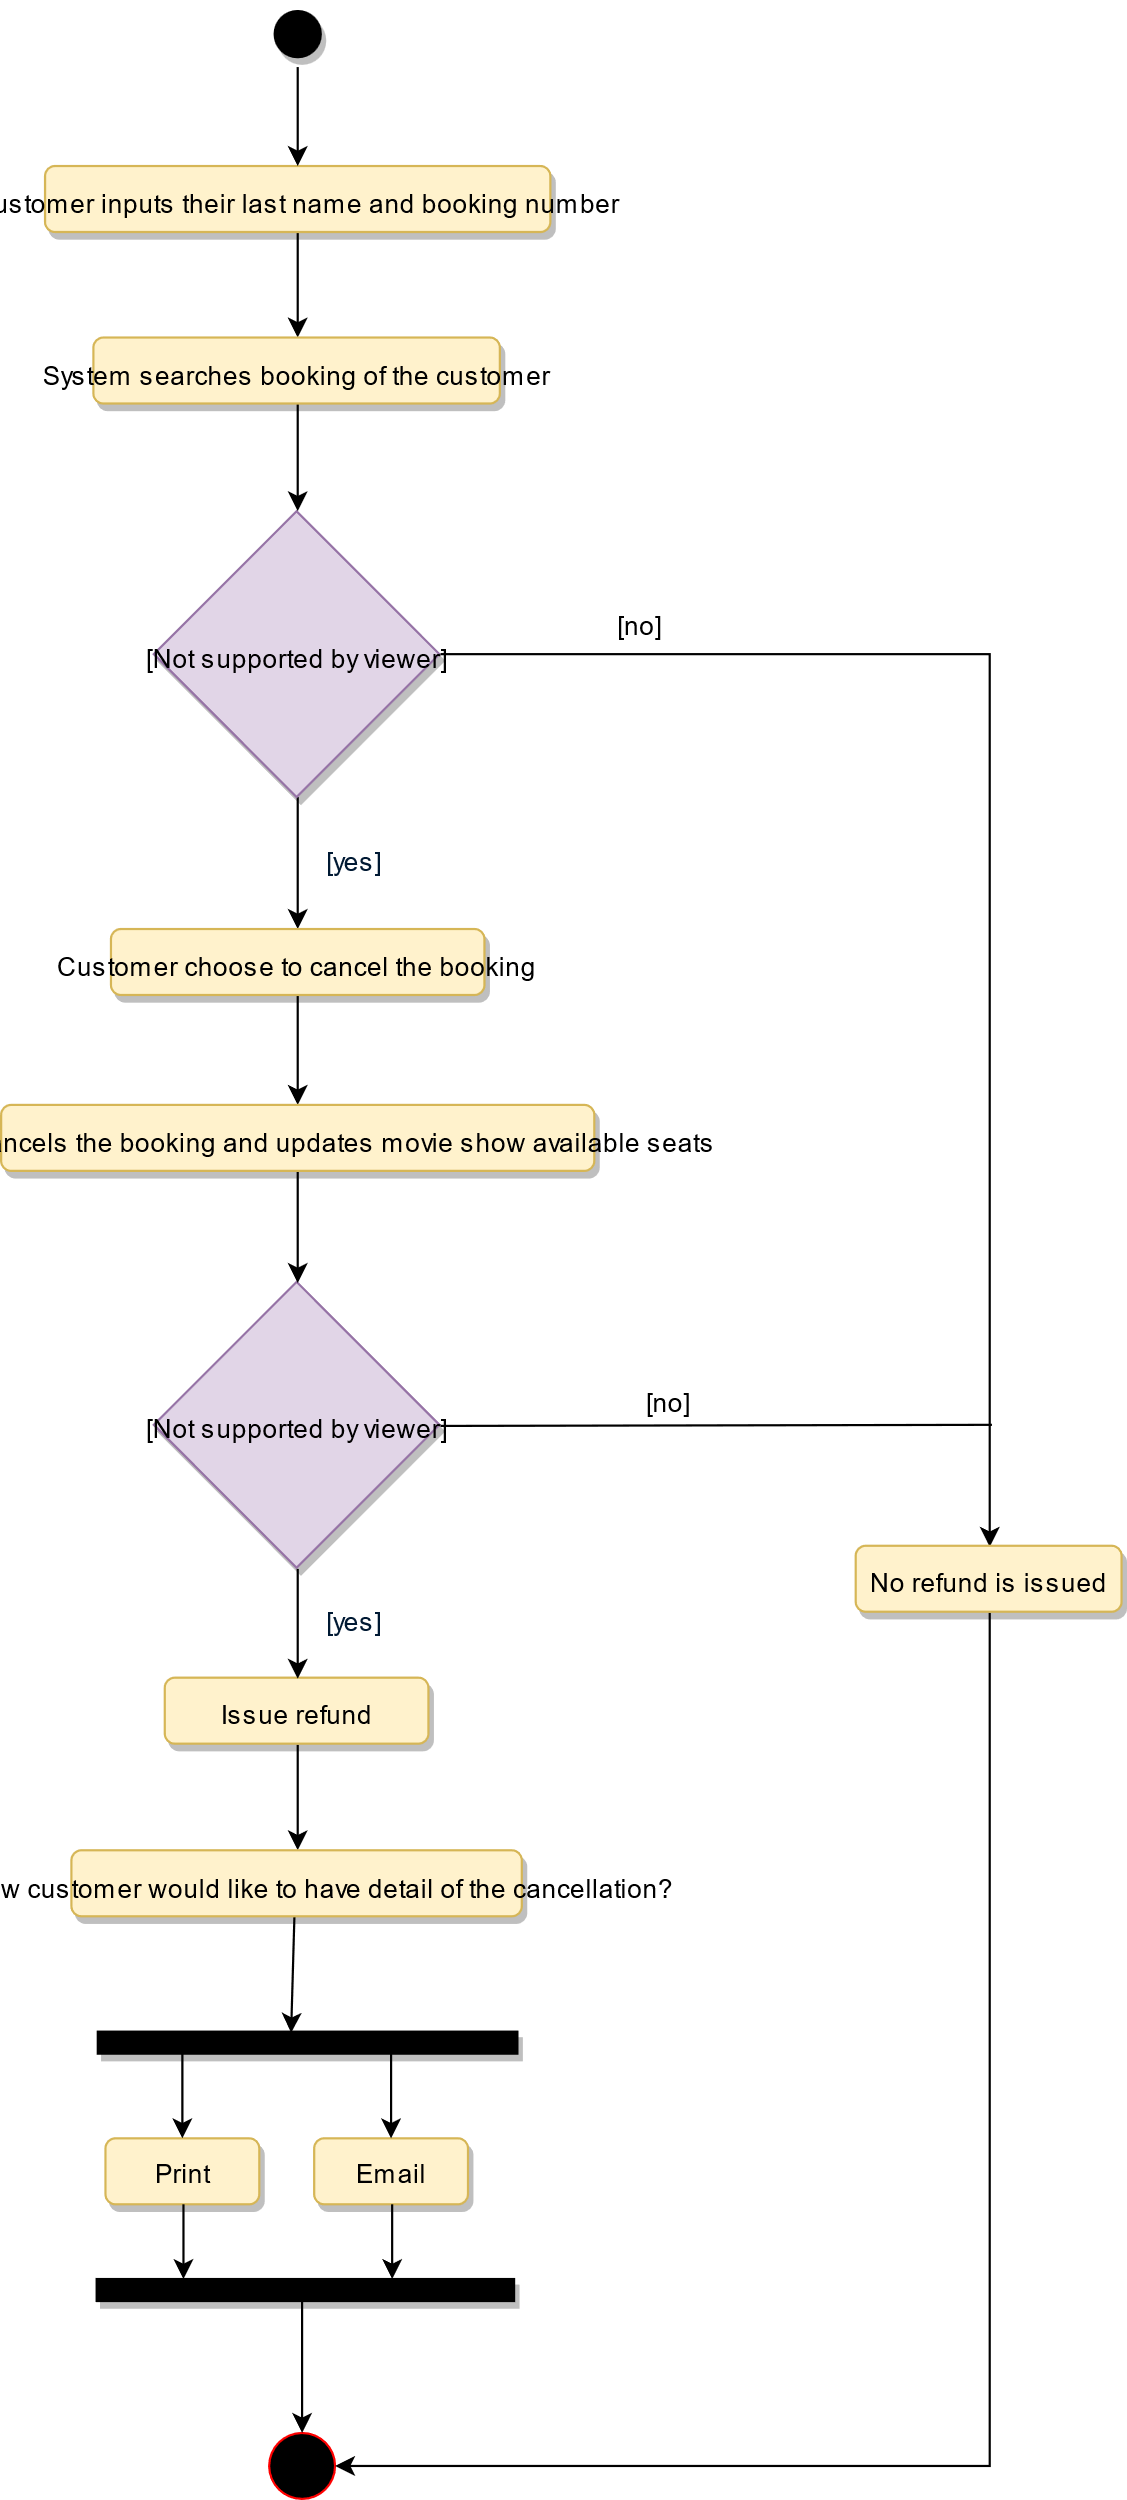 ustomer inputs their last name and booking number
System searches booking of the customer
[Not supported by viewer]
[no]
[yes]
Customer choose to cancel the booking
ncels the booking and updates movie show available seats
[Not supported by viewer]
[no]
No refund is issued
[yes]
Issue refund
w customer would like to have detail of the cancellation?
Print
Email